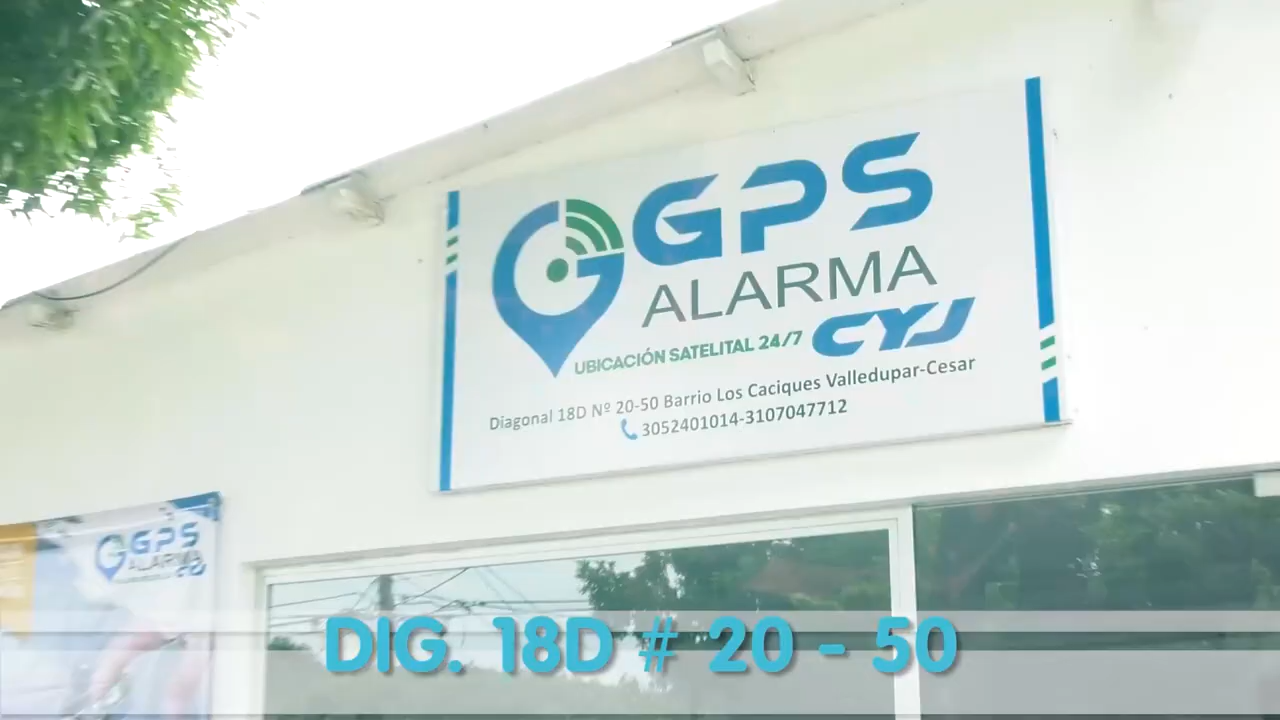 GPS
ALARMA
UBICACIÓN SATELITAL 24/7 CYJ
Diagonal 18D Nº 20-50 Barrio Los Caciques Valledupar-Cesar
3052401014-3107047712
GPS
ALARMA
DIG. 18D # 20 - 50